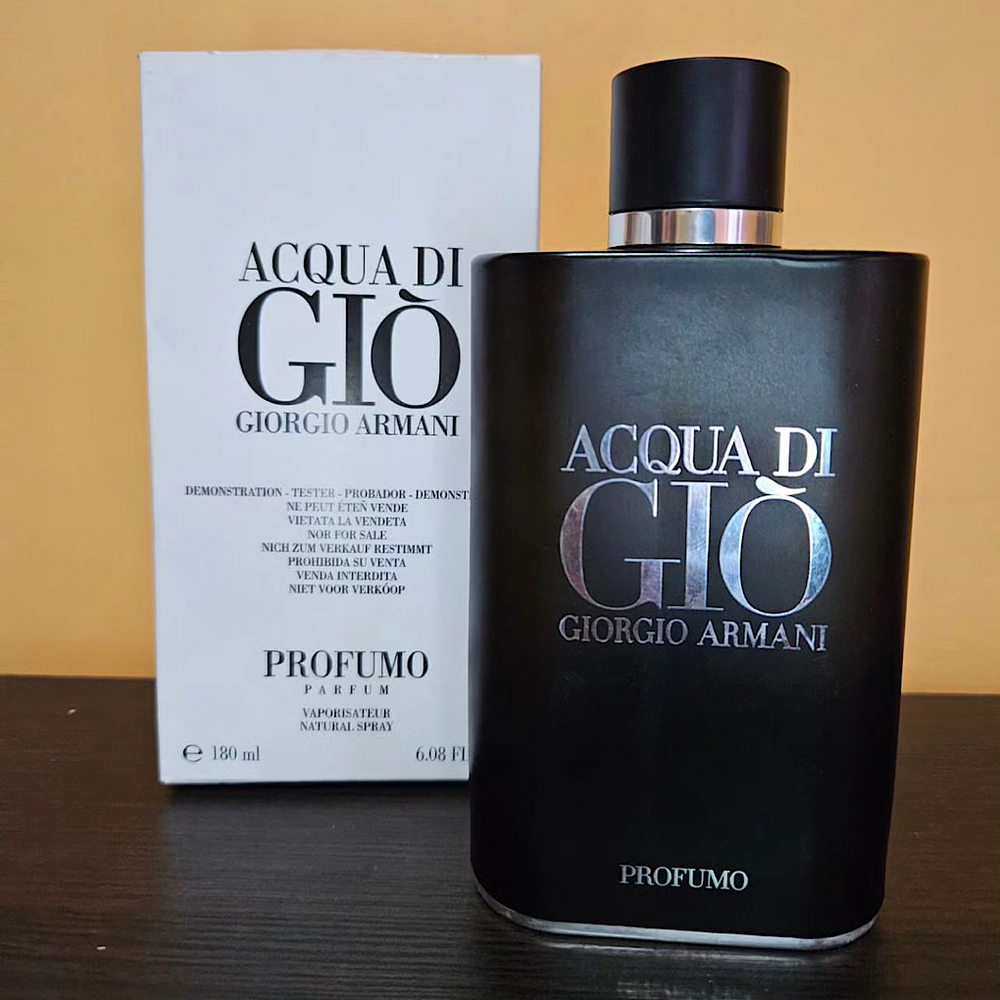 ACQUA DI
GIÒ
GIORGIO ARMANI
DEMONSTRATION - TESTER - PROBADOR - DEMONST
NE PEUT ÉTEÑ VENDE
VIETATA LA VENDETA
NOR FOR SALE
NICH ZUM VERKAUF RESTIMMT
PROHIBIDA SU VENTA
VENDA INTERDITA
NIET VOOR VERKÓOP
PROFUMO
PARFUM
VAPORISATEUR
NATURAL SPRAY
℮ 180 ml
6.08 FL
ACQUA DI
GIÒ
GIORGIO ARMANI
PROFUMO